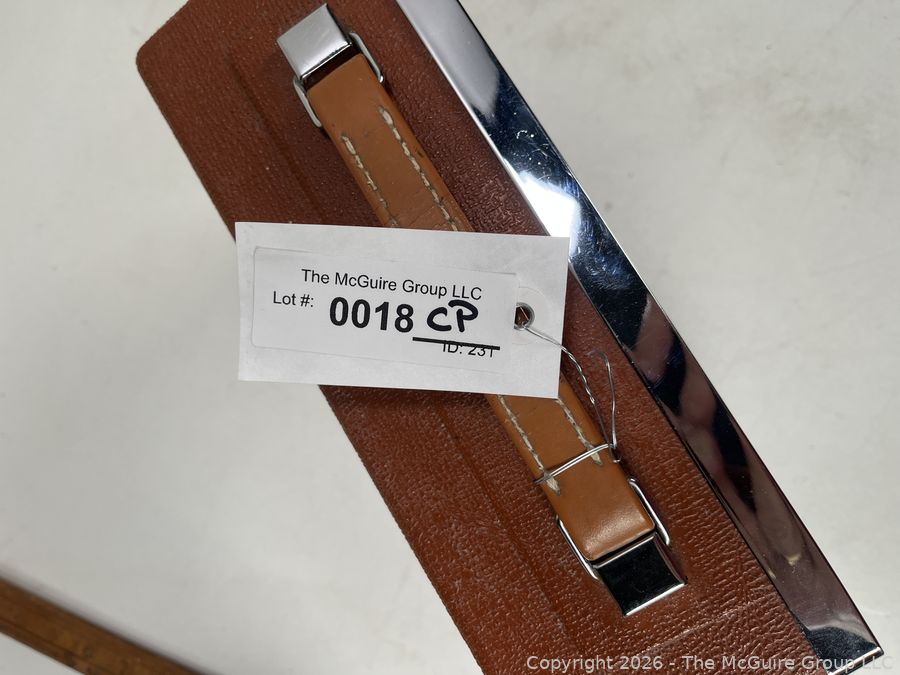 The McGuire Group LLC
Lot #: 0018 CP
ID: 231
Copyright 2026 - The McGuire Group LLC